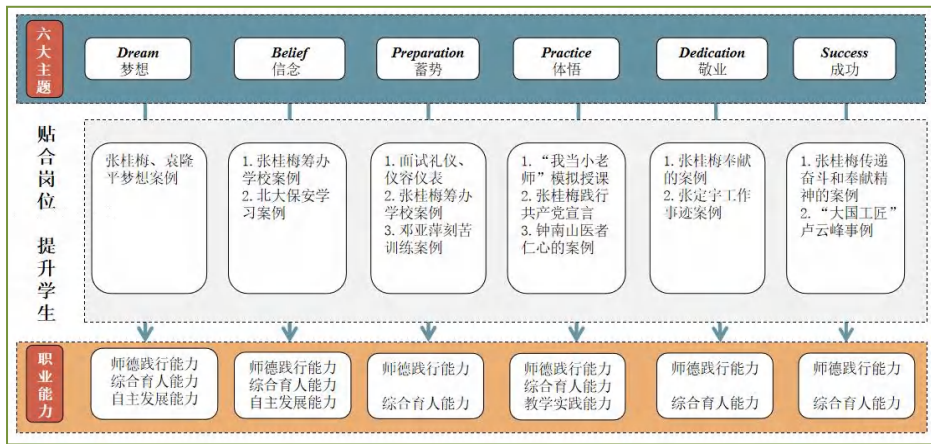 六大主题
Dream
梦想
Belief
信念
Preparation
蓄势
Practice
体悟
Dedication
敬业
Success
成功
贴合岗位 提升学生
张桂梅、袁隆
平梦想案例
1. 张桂梅筹办
学校案例
2. 北大保安学
习案例
1. 面试礼仪、
仪容仪表
2. 张桂梅筹办
学校案例
3. 邓亚萍刻苦
训练案例
1. “我当小老
师”模拟授课
2. 张桂梅践行
共产党宣言
3. 钟南山医者
仁心的案例
1. 张桂梅奉献
的案例
2. 张定宇工作
事迹案例
1. 张桂梅传递
奋斗和奉献精
神的案例
2. “大国工匠”
卢云峰事例
职业能力
师德践行能力
综合育人能力
自主发展能力
师德践行能力
综合育人能力
自主发展能力
师德践行能力
综合育人能力
师德践行能力
综合育人能力
教学实践能力
师德践行能力
综合育人能力
师德践行能力
综合育人能力